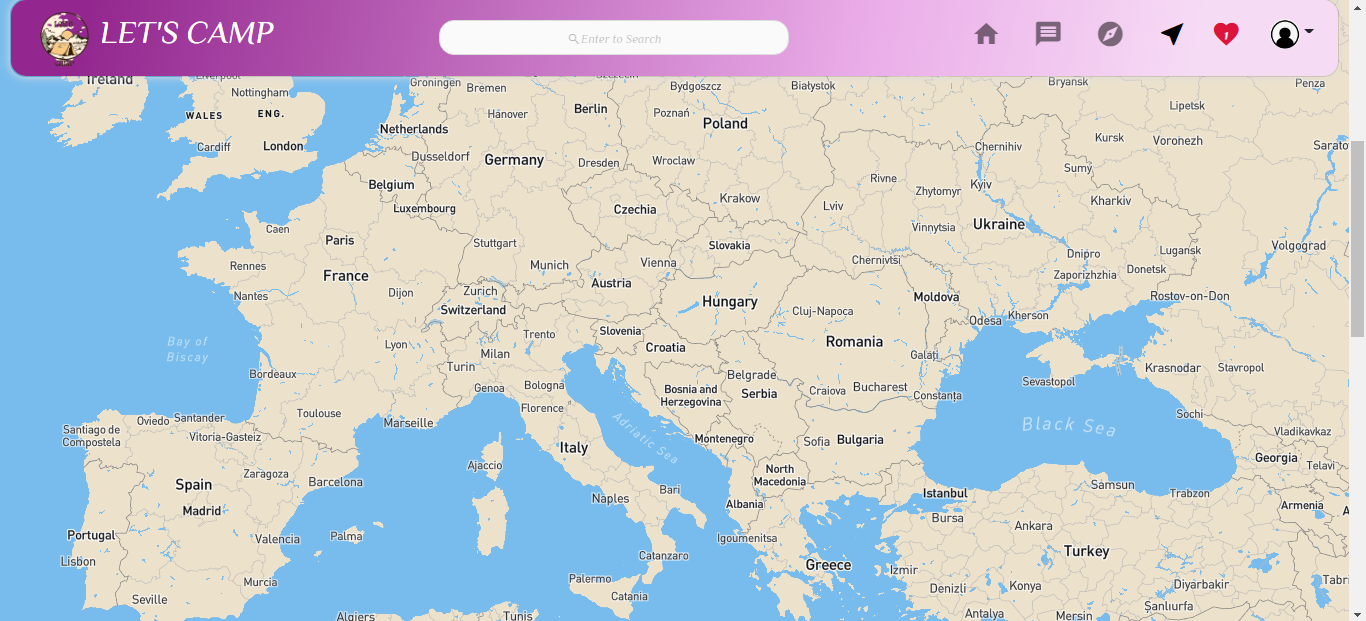 LET'S CAMP
Enter to Search
1
Ireland
Liverpool
Groningen
Bremen
Szczecin
Bydgoszcz
Białystok
Bryansk
Penza
Nottingham
WALES
ENG.
Hanover
Berlin
Poznań
Poland
Lipetsk
Netherlands
Cardiff
London
Dusseldorf
Germany
Dresden
Wroclaw
Chernihiv
Kursk
Voronezh
Sarato
Belgium
Rivne
Zhytomyr
Kyiv
Sumy
Luxembourg
Czechia
Krakow
Lviv
Kharkiv
Caen
Paris
Stuttgart
Slovakia
Vinnytsia
Ukraine
Volgograd
Rennes
France
Munich
Vienna
Chernivtsi
Dnipro
Lugansk
Nantes
Dijon
Zurich
Austria
Zaporizhzhia
Donetsk
Switzerland
Hungary
Cluj-Napoca
Moldova
Rostov-on-Don
Bay of
Biscay
Lyon
Trento
Slovenia
Croatia
Romania
Odesa
Kherson
Milan
Turin
Galați
Bordeaux
Genoa
Bologna
Belgrade
Krasnodar
Stavropol
Bosnia and
Herzegovina
Serbia
Craiova
Bucharest
Constanța
Sevastopol
Santiago de
Compostela
Oviedo
Santander
Toulouse
Marseille
Florence
Adriatic Sea
Black Sea
Sochi
Vitoria-Gasteiz
Italy
Montenegro
Sofia
Bulgaria
Vladikavkaz
Zaragoza
Barcelona
Ajaccio
North
Macedonia
Georgia
Telavi
Spain
Madrid
Naples
Bari
Albania
Istanbul
Samsun
Trabzon
Armenia
A
Portugal
Valencia
Palma
Igoumenitsa
Bursa
Ankara
Lisbon
Catanzaro
Greece
Izmir
Turkey
Murcia
Palermo
Catania
Denizli
Konya
Diyarbakir
Tabri
Seville
Algiers
Tunis
Antalya
Mersin
Şanlıurfa